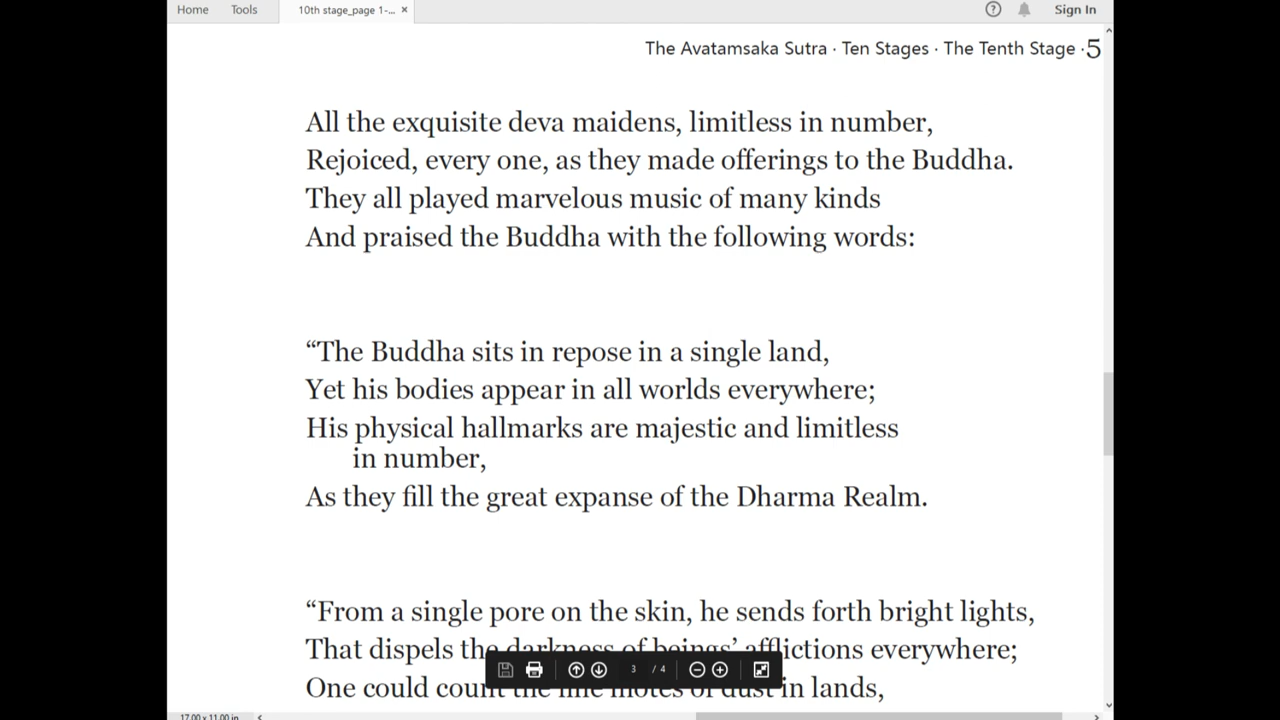 Home Tools 10th stage_page 1-... × Sign In
The Avatamsaka Sutra · Ten Stages · The Tenth Stage ·5
All the exquisite deva maidens, limitless in number,
Rejoiced, every one, as they made offerings to the Buddha.
They all played marvelous music of many kinds
And praised the Buddha with the following words:
“The Buddha sits in repose in a single land,
Yet his bodies appear in all worlds everywhere;
His physical hallmarks are majestic and limitless
in number,
As they fill the great expanse of the Dharma Realm.
“From a single pore on the skin, he sends forth bright lights,
That dispels the darkness of beings’ afflictions everywhere;
One could count the fine motes of dust in lands,
3 / 4
17.00 x 11.00 in